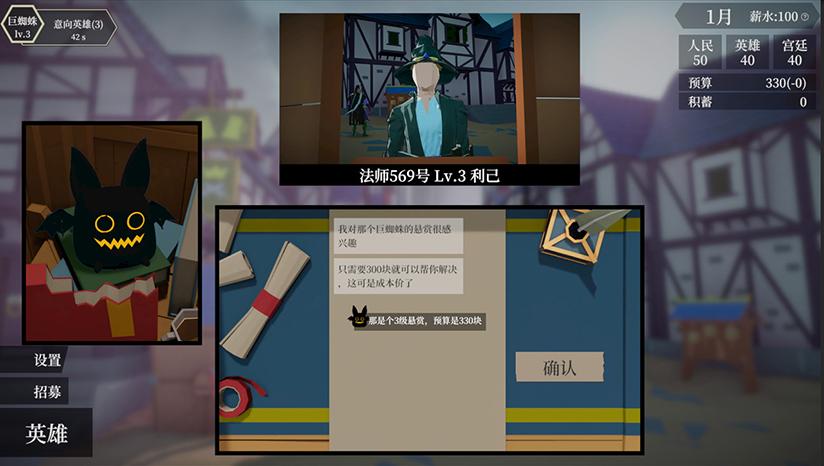 巨蜘蛛
lv.3
意向英雄(3)
42 s
1月 薪水:100
人民 英雄 宫廷
50 40 40
预算 330(-0)
积蓄 0
法师569号 Lv.3 利己
我对那个巨蜘蛛的悬赏很感
兴趣
只需要300块就可以帮你解决
，这可是成本价了
那是个3级悬赏，预算是330块
确认
设置
招募
英雄